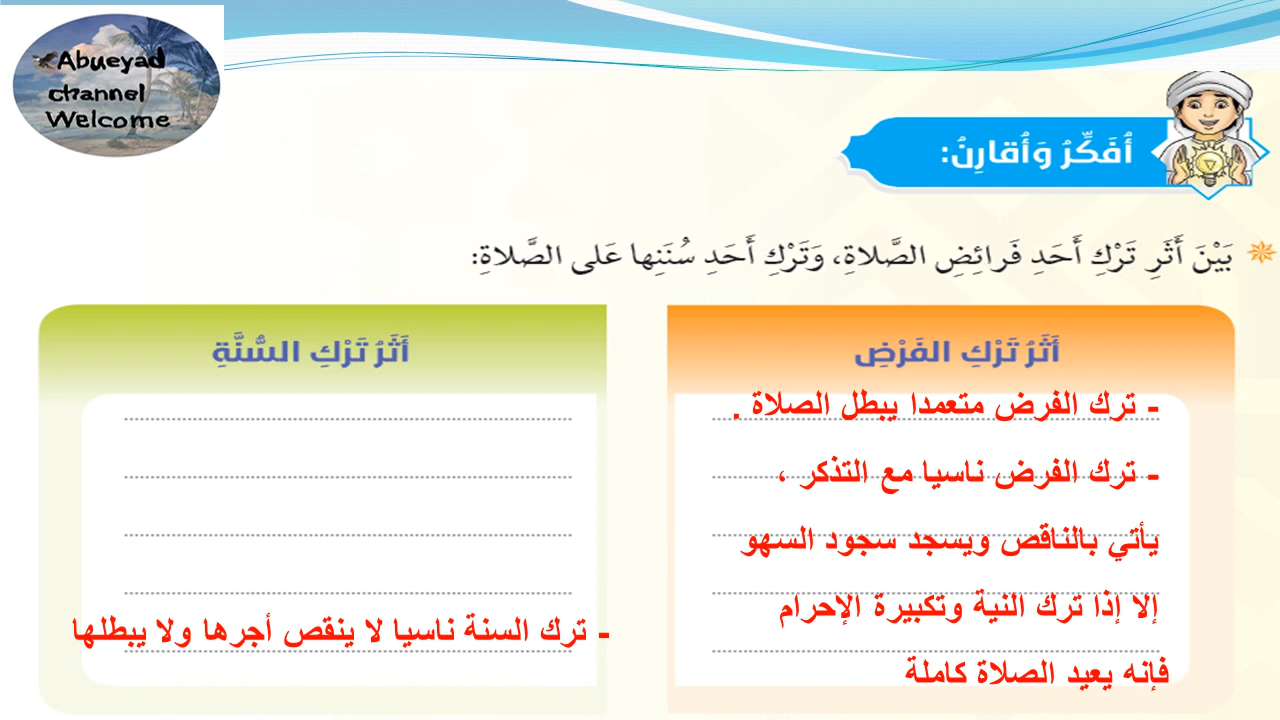 Abueyad
channel
Welcome
أُفَكِّرُ وَأُقارِنُ:
بَيْنَ أَثَرِ تَرْكِ أَحَدِ فَرائِضِ الصَّلاةِ، وَتَرْكِ أَحَدِ سُنَنِها عَلى الصَّلاةِ:
أَثَرُ تَرْكِ الفَرْضِ
- ترك الفرض متعمدا يبطل الصلاة .
- ترك الفرض ناسيا مع التذكر ،
يأتي بالناقص ويسجد سجود السهو
إلا إذا ترك النية وتكبيرة الإحرام
فإنه يعيد الصلاة كاملة
أَثَرُ تَرْكِ السُّنَّةِ
- ترك السنة ناسيا لا ينقص أجرها ولا يبطلها